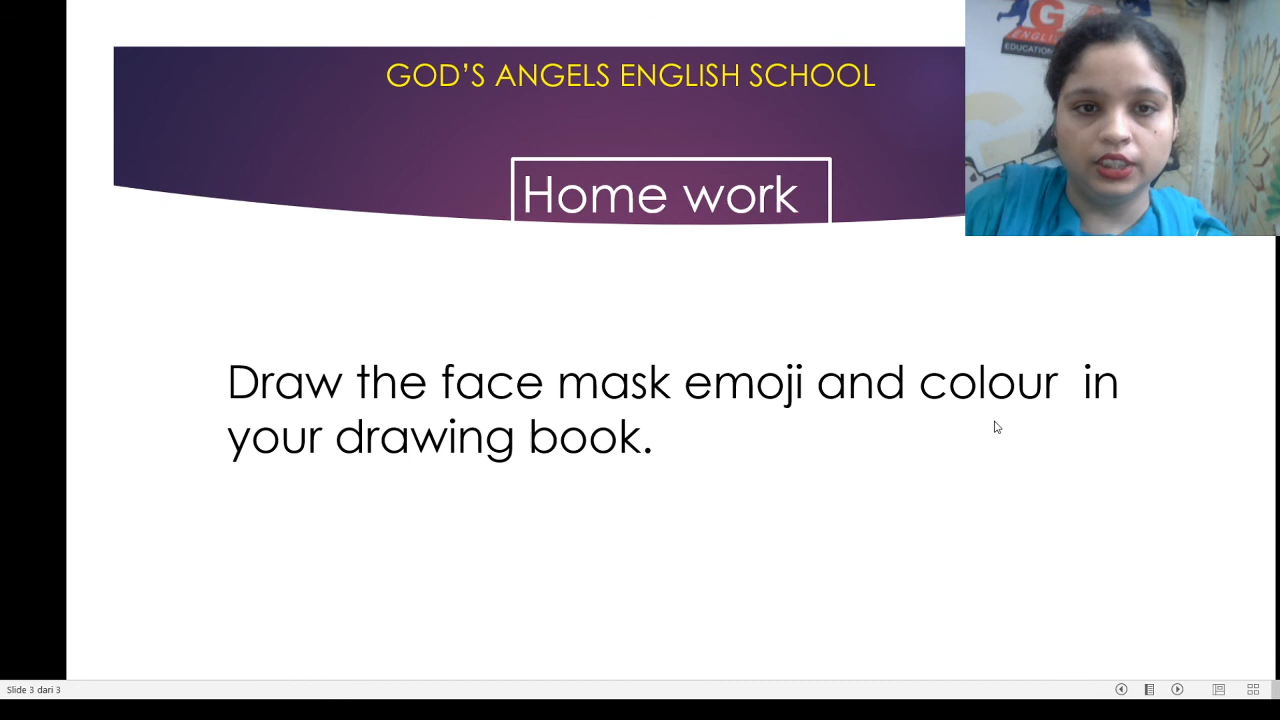 GOD'S ANGELS ENGLISH SCHOOL
Home work
Draw the face mask emoji and colour in
your drawing book.
Slide 3 dari 3